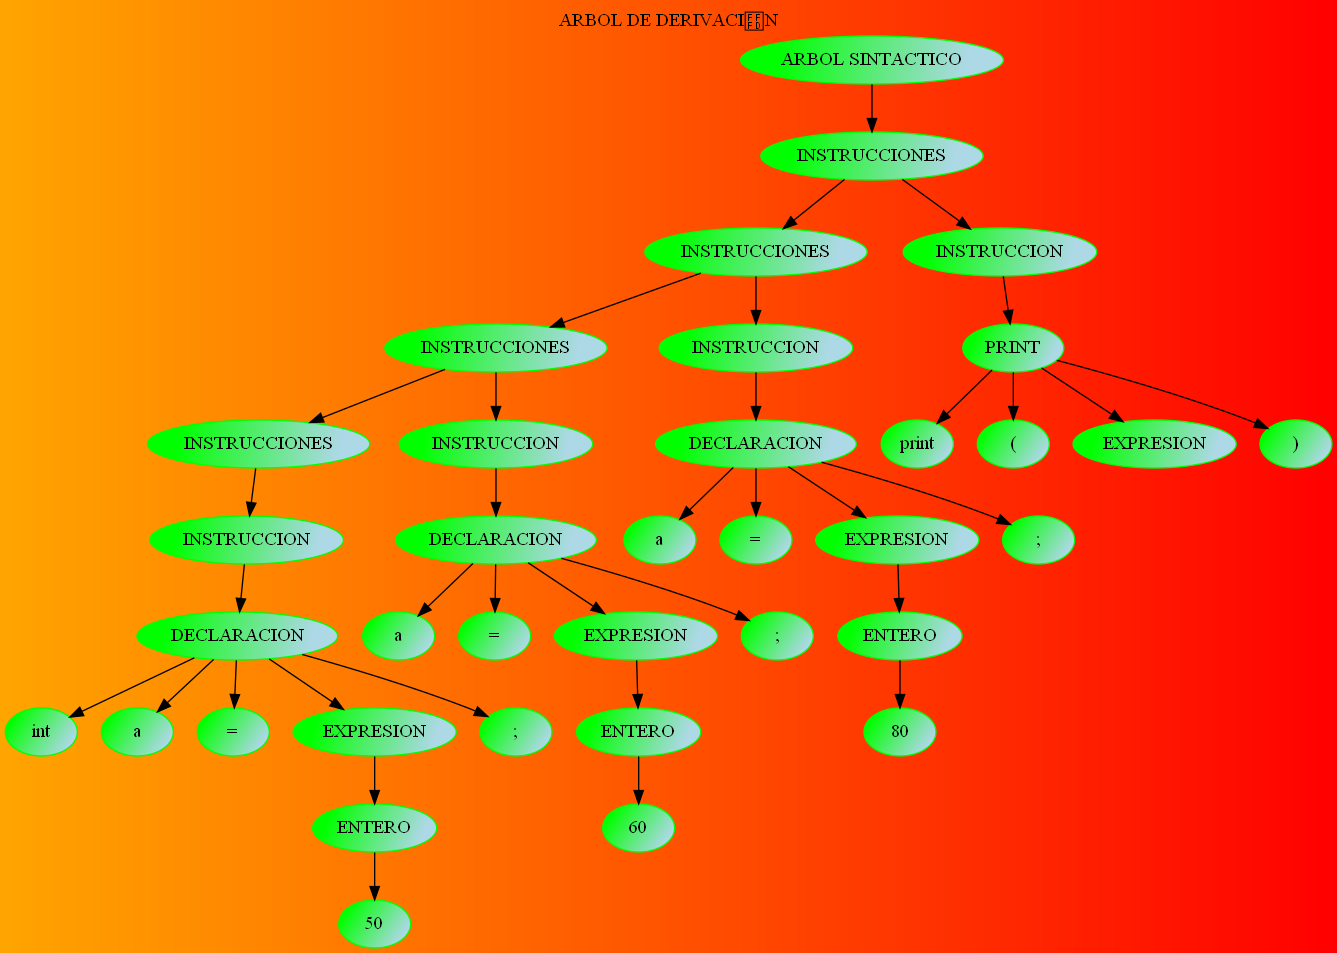 ARBOL DE DERIVACI�N
ARBOL SINTACTICO
INSTRUCCIONES
INSTRUCCIONES INSTRUCCION
INSTRUCCIONES INSTRUCCION PRINT
INSTRUCCIONES INSTRUCCION DECLARACION print ( EXPRESION )
INSTRUCCION DECLARACION a = EXPRESION ;
DECLARACION a = EXPRESION ; ENTERO
int a = EXPRESION ; ENTERO 80
ENTERO 60
50